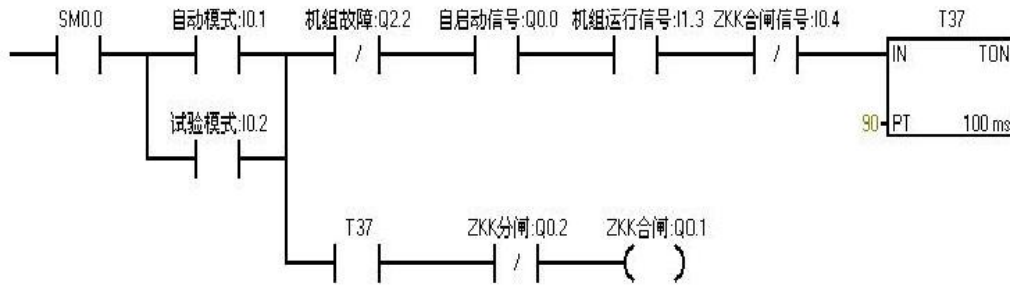 SM0.0 自动模式:I0.1 机组故障:Q2.2 自启动信号:Q0.0 机组运行信号:I1.3 ZKK合闸信号:I0.4 T37
IN TON
试验模式:I0.2
90 PT 100 ms
T37 ZKK分闸:Q0.2 ZKK合闸:Q0.1